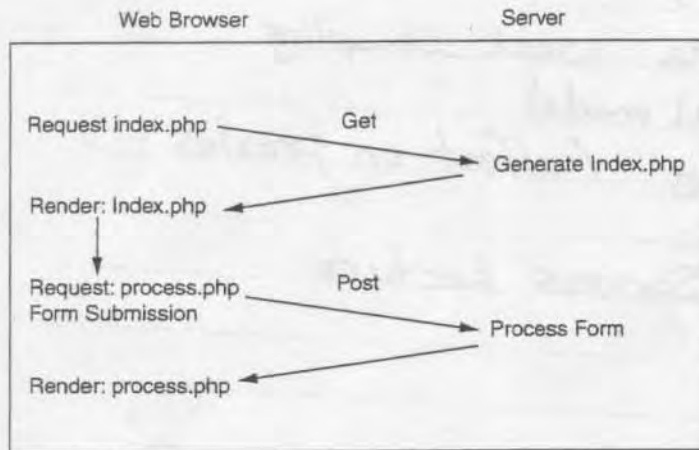 Web Browser Server
Request index.php
Get
Generate Index.php
Render: Index.php
Request: process.php
Form Submission
Post
Process Form
Render: process.php